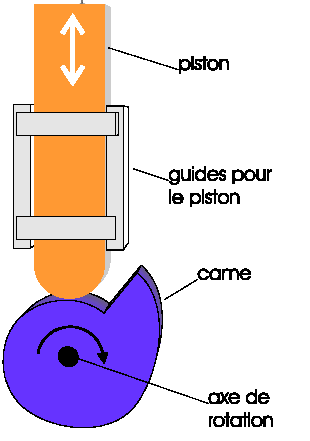 piston
guides pour
le piston
came
axe de
rotation